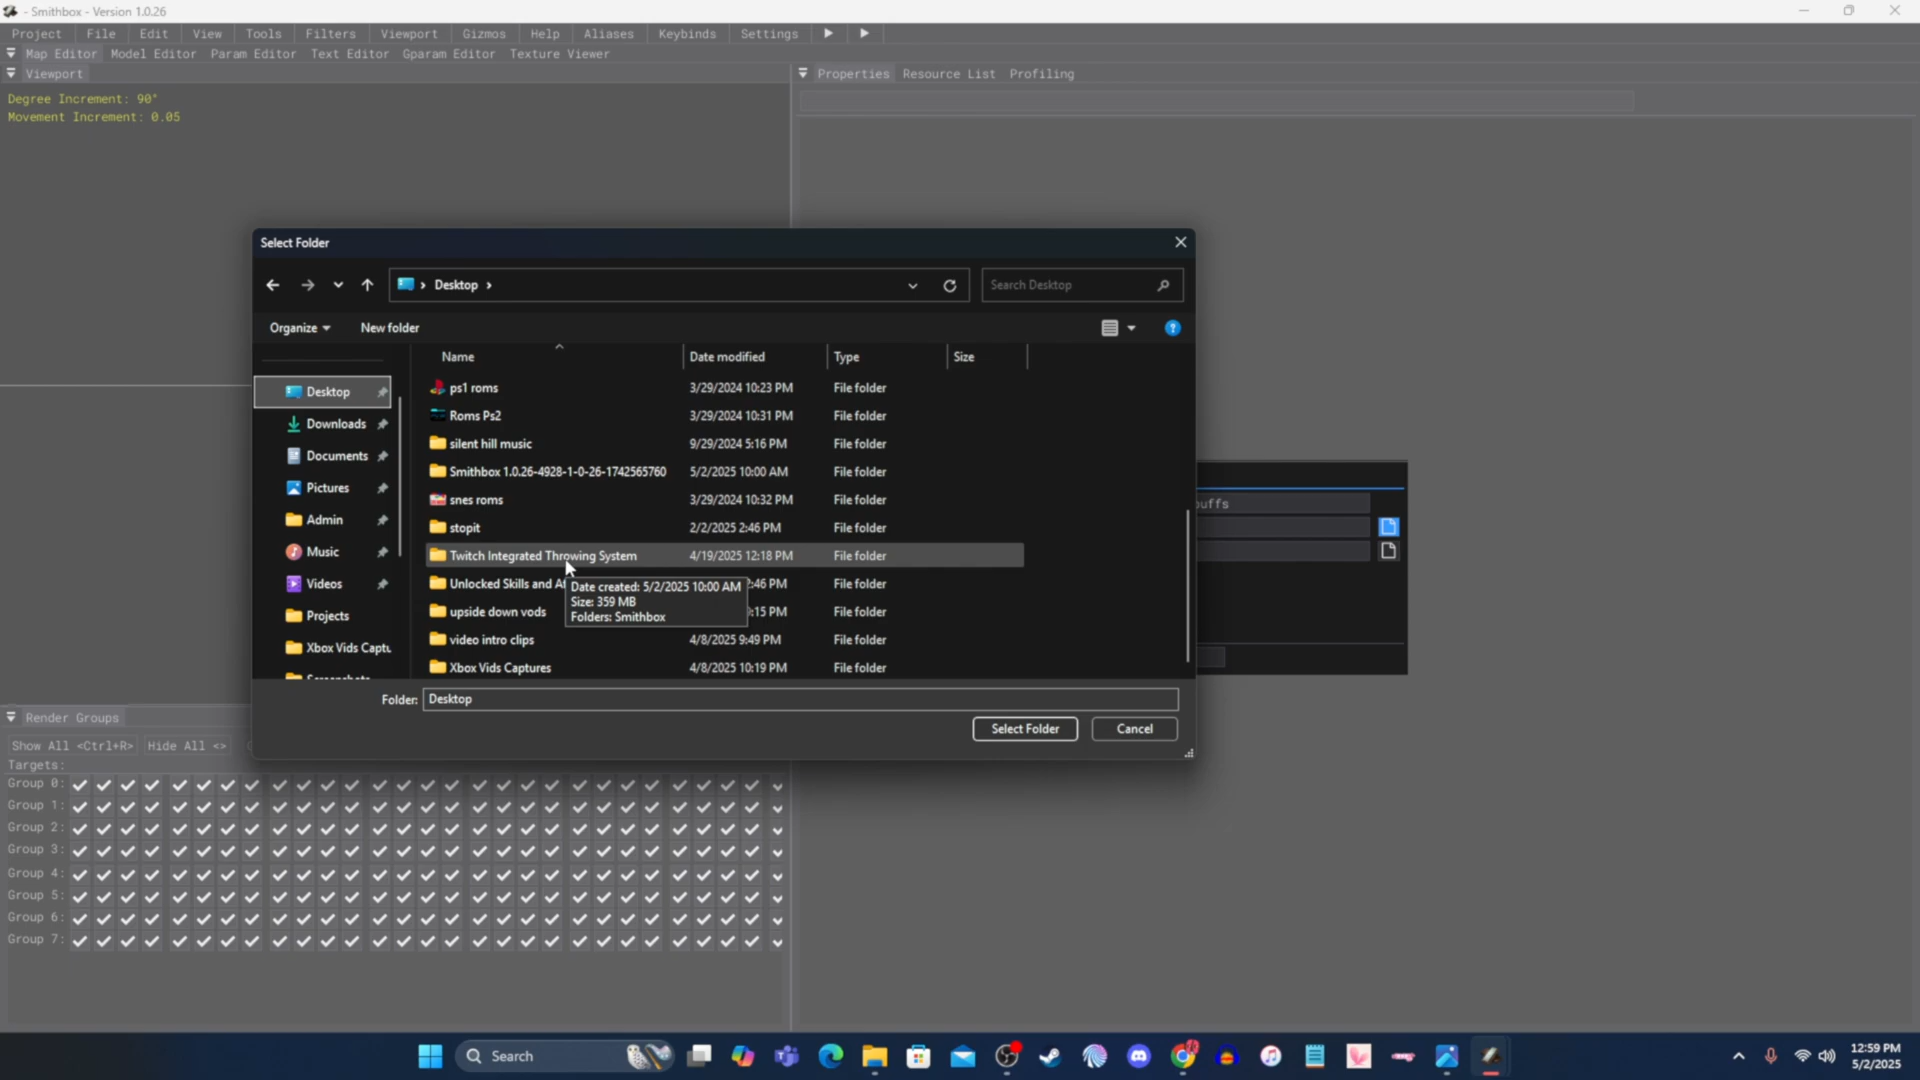 - Smithbox - Version 1.0.26
Project File Edit View Tools Filters Viewport Gizmos Help Aliases Keybinds Settings
Map Editor Model Editor Param Editor Text Editor Gparam Editor Texture Viewer
Viewport
Properties Resource List Profiling
Degree Increment: 90°
Movement Increment: 0.05
Select Folder
Desktop
Search Desktop
Organize New folder
Name Date modified Type Size
ps1 roms 3/29/2024 10:23 PM File folder
Desktop
Roms Ps2 3/29/2024 10:31 PM File folder
Downloads
silent hill music 9/29/2024 5:16 PM File folder
Documents
Smithbox 1.0.26-4928-1-0-26-1742565760 5/2/2025 10:00 AM File folder
Pictures
snes roms 3/29/2024 10:32 PM File folder
Admin
stopit 2/2/2025 2:46 PM File folder
Music
Twitch Integrated Throwing System 4/19/2025 12:18 PM File folder
Videos
Unlocked Skills and A :46 PM File folder
Date created: 5/2/2025 10:00 AM
Size: 359 MB
Folders: Smithbox
Projects
upside down vods :15 PM File folder
Xbox Vids Captu
video intro clips 4/8/2025 9:49 PM File folder
Xbox Vids Captures 4/8/2025 10:19 PM File folder
Folder: Desktop
Select Folder Cancel
uffs
Render Groups
Show All <Ctrl+R> Hide All <>
Targets:
Group 0:
Group 1:
Group 2:
Group 3:
Group 4:
Group 5:
Group 6:
Group 7:
Search
12:59 PM
5/2/2025